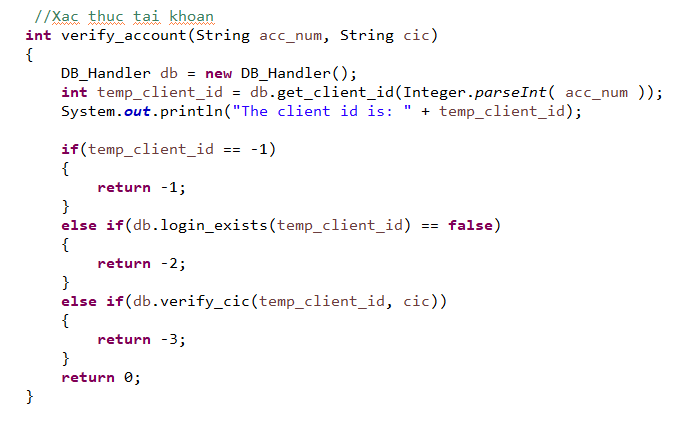 //Xac thuc tai khoan
int verify_account(String acc_num, String cic)
{
    DB_Handler db = new DB_Handler();
    int temp_client_id = db.get_client_id(Integer.parseInt( acc_num ));
    System.out.println("The client id is: " + temp_client_id);

    if(temp_client_id == -1)
    {
        return -1;
    }
    else if(db.login_exists(temp_client_id) == false)
    {
        return -2;
    }
    else if(db.verify_cic(temp_client_id, cic))
    {
        return -3;
    }
    return 0;
}